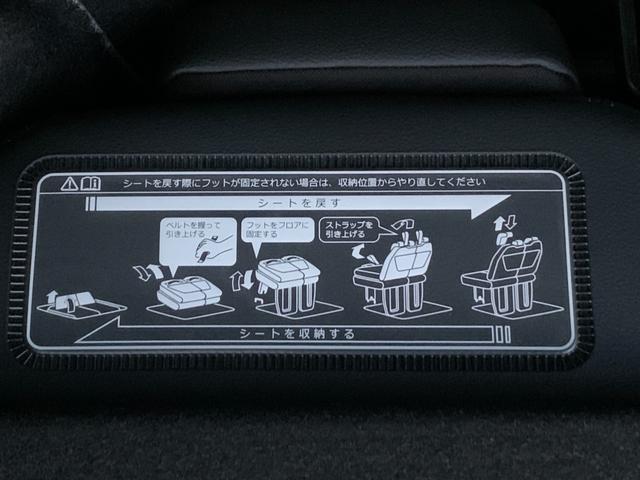 シートを戻す際にフットが固定されない場合は、収納位置からやり直してください
シートを戻す
ベルトを握って
引き上げる
フットをフロアに
固定する
ストラップを
引き上げる
シートを収納する